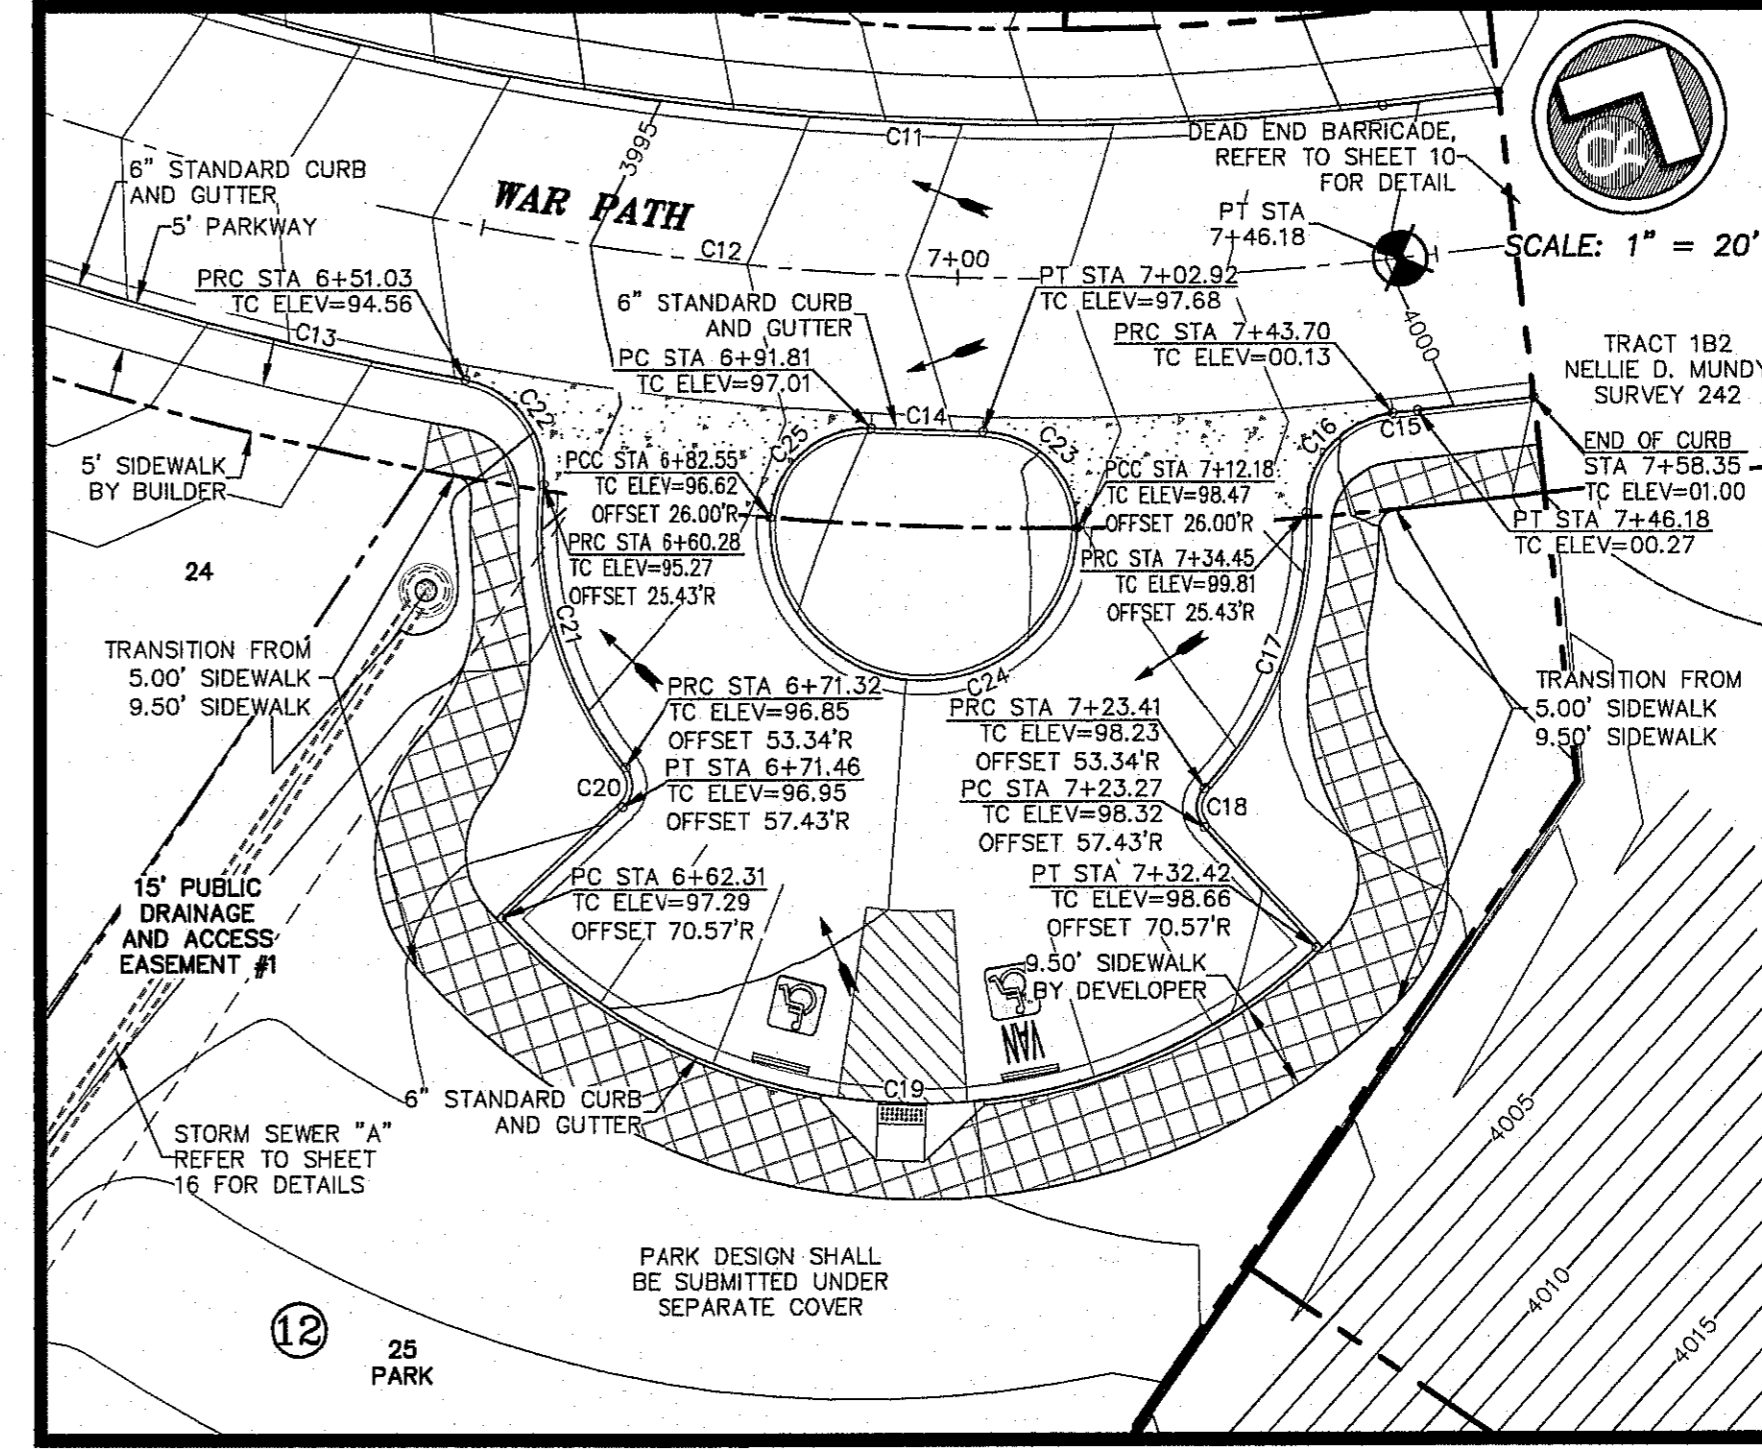 C11
DEAD END BARRICADE,
REFER TO SHEET 10
FOR DETAIL
3995
6" STANDARD CURB
AND GUTTER
5' PARKWAY
WAR PATH
PT STA
7+46.18
SCALE: 1" = 20'
C12
7+00
PRC STA 6+51.03
TC ELEV=94.56
C13
6" STANDARD CURB
AND GUTTER
PT STA 7+02.92
TC ELEV=97.68
PC STA 6+91.81
TC ELEV=97.01
PRC STA 7+43.70
TC ELEV=00.13
4000
TRACT 1B2
NELLIE D. MUNDY
SURVEY 242
C22
C25
C14
C23
C16
C15
5' SIDEWALK
BY BUILDER
PCC STA 6+82.55
TC ELEV=96.62
OFFSET 26.00'R
PRC STA 6+60.28
TC ELEV=95.27
OFFSET 25.43'R
PCC STA 7+12.18
TC ELEV=98.47
OFFSET 26.00'R
PRC STA 7+34.45
TC ELEV=99.81
OFFSET 25.43'R
END OF CURB
STA 7+58.35
TC ELEV=01.00
PT STA 7+46.18
TC ELEV=00.27
24
C21
C17
TRANSITION FROM
5.00' SIDEWALK
9.50' SIDEWALK
C24
PRC STA 6+71.32
TC ELEV=96.85
OFFSET 53.34'R
PT STA 6+71.46
TC ELEV=96.95
OFFSET 57.43'R
PRC STA 7+23.41
TC ELEV=98.23
OFFSET 53.34'R
PC STA 7+23.27
TC ELEV=98.32
OFFSET 57.43'R
TRANSITION FROM
5.00' SIDEWALK
9.50' SIDEWALK
C20
C18
PC STA 6+62.31
TC ELEV=97.29
OFFSET 70.57'R
PT STA 7+32.42
TC ELEV=98.66
OFFSET 70.57'R
15' PUBLIC
DRAINAGE
AND ACCESS
EASEMENT #1
9.50' SIDEWALK
BY DEVELOPER
VAN
C19
6" STANDARD CURB
AND GUTTER
STORM SEWER "A"
REFER TO SHEET
16 FOR DETAILS
4005
PARK DESIGN SHALL
BE SUBMITTED UNDER
SEPARATE COVER
4010
12
25
PARK
4015